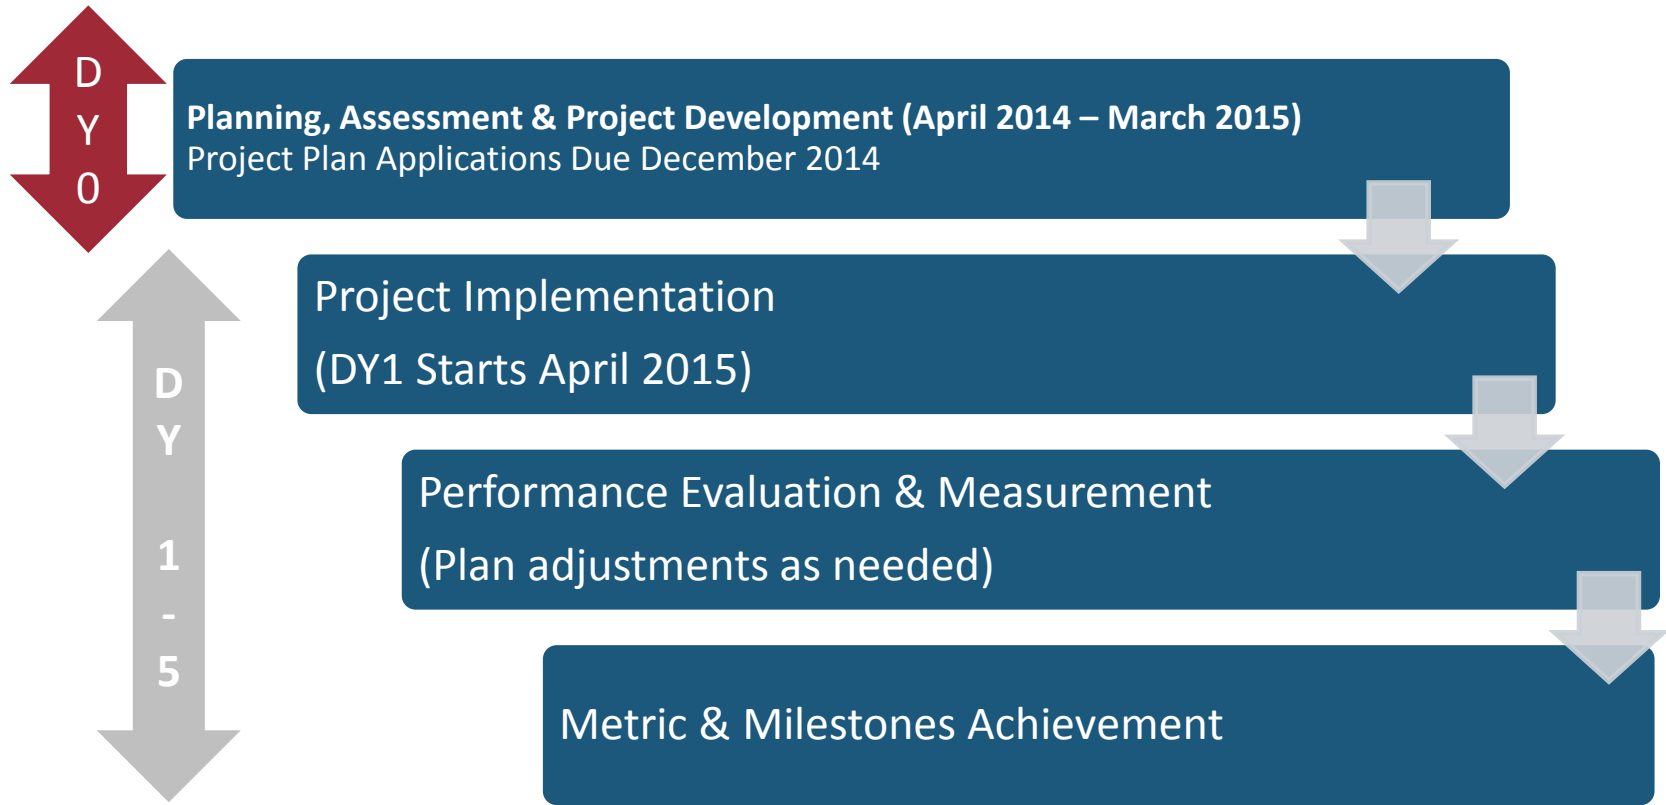 D
Y
0
Planning, Assessment & Project Development (April 2014 – March 2015)
Project Plan Applications Due December 2014
D
Y
1
-
5
Project Implementation
(DY1 Starts April 2015)
Performance Evaluation & Measurement
(Plan adjustments as needed)
Metric & Milestones Achievement